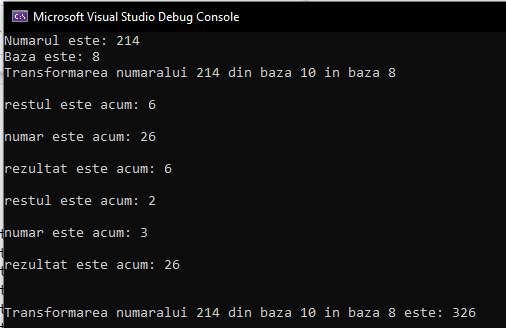 Microsoft Visual Studio Debug Console
Numarul este: 214
Baza este: 8
Transformarea numaralui 214 din baza 10 in baza 8
restul este acum: 6
numar este acum: 26
rezultat este acum: 6
restul este acum: 2
numar este acum: 3
rezultat este acum: 26
Transformarea numaralui 214 din baza 10 in baza 8 este: 326